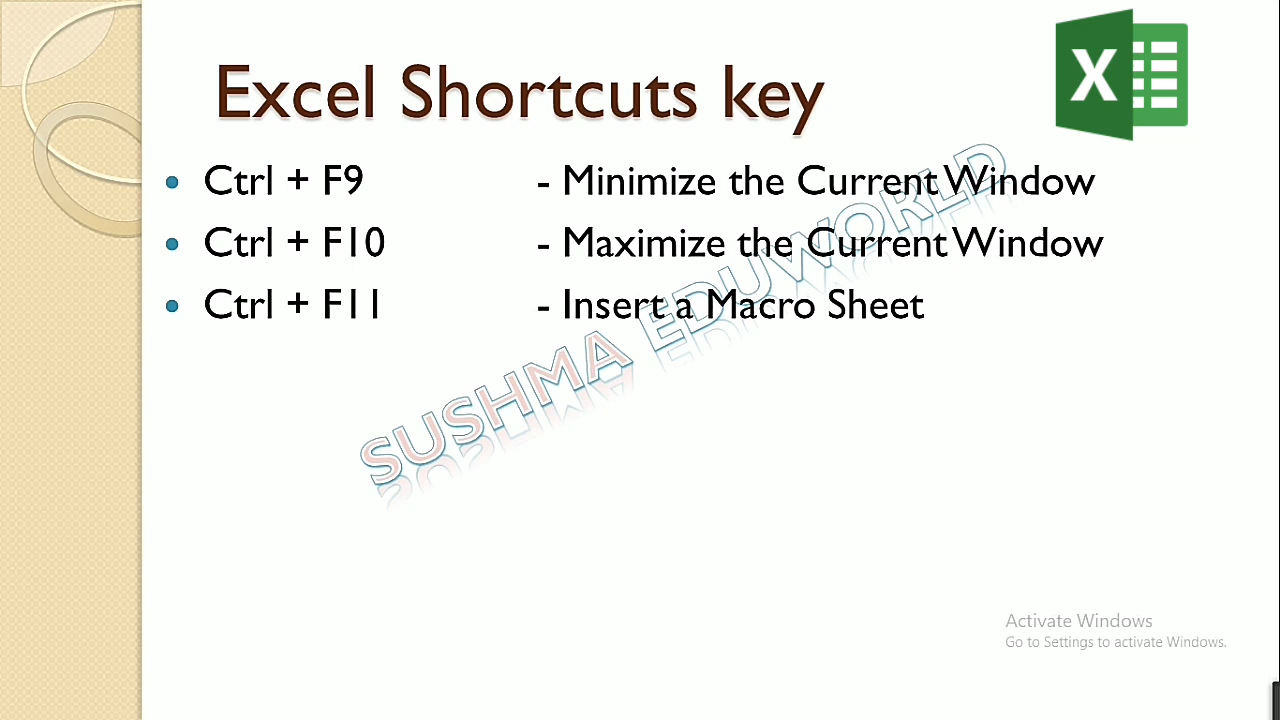 Excel Shortcuts key
X
• Ctrl + F9 - Minimize the Current Window
• Ctrl + F10 - Maximize the Current Window
• Ctrl + F11 - Insert a Macro Sheet
SUSHMA EDUWORLD
Activate Windows
Go to Settings to activate Windows.